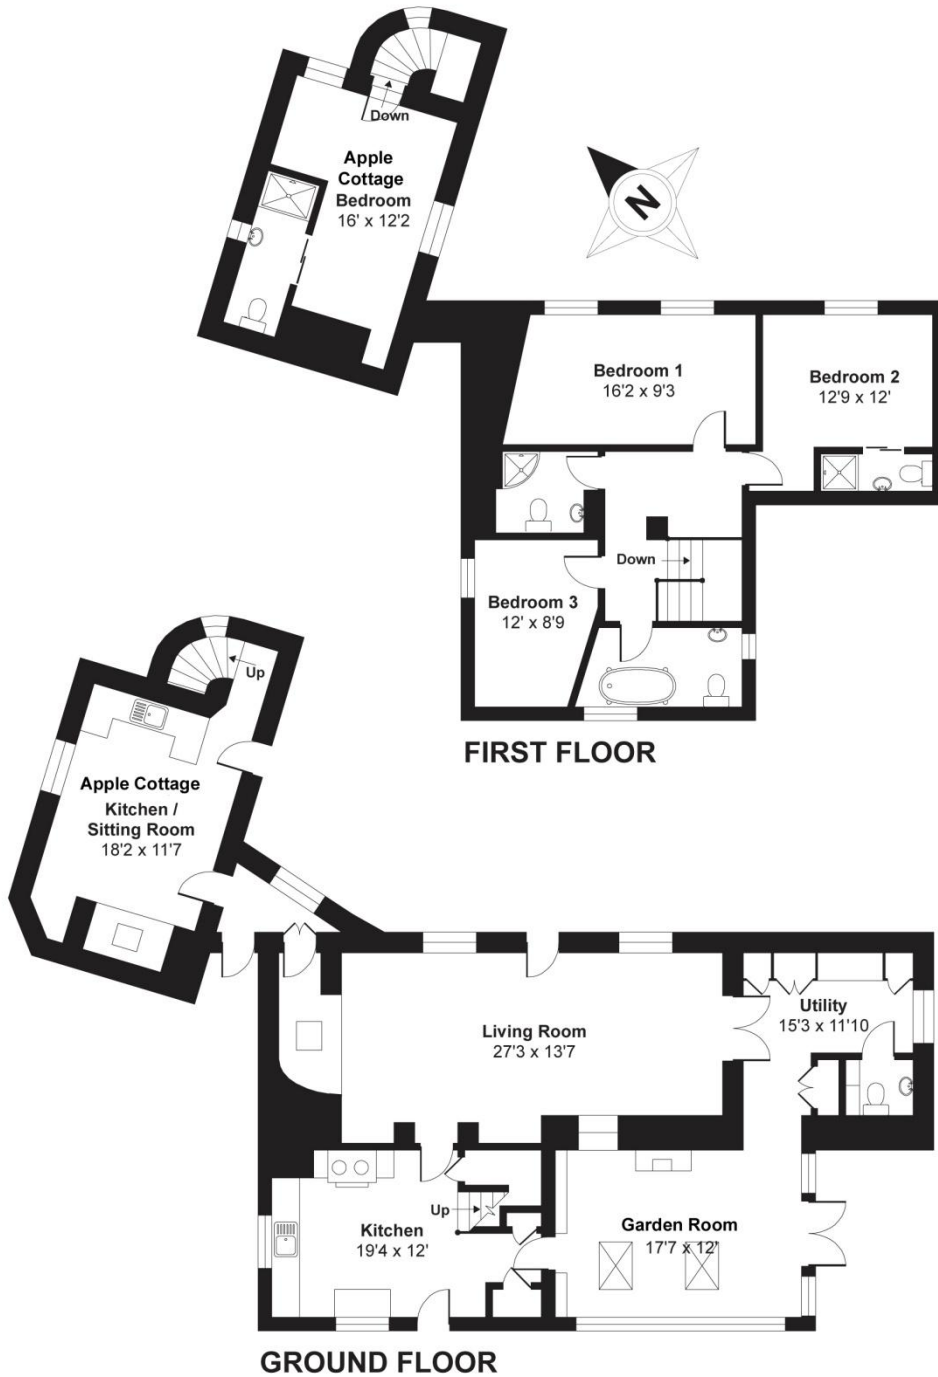 Down
Apple
Cottage
Bedroom
16' x 12'2
N
Bedroom 1
16'2 x 9'3
Bedroom 2
12'9 x 12'
Down
Bedroom 3
12' x 8'9
FIRST FLOOR
Up
Apple Cottage
Kitchen /
Sitting Room
18'2 x 11'7
Living Room
27'3 x 13'7
Utility
15'3 x 11'10
Up
Kitchen
19'4 x 12'
Garden Room
17'7 x 12'
GROUND FLOOR